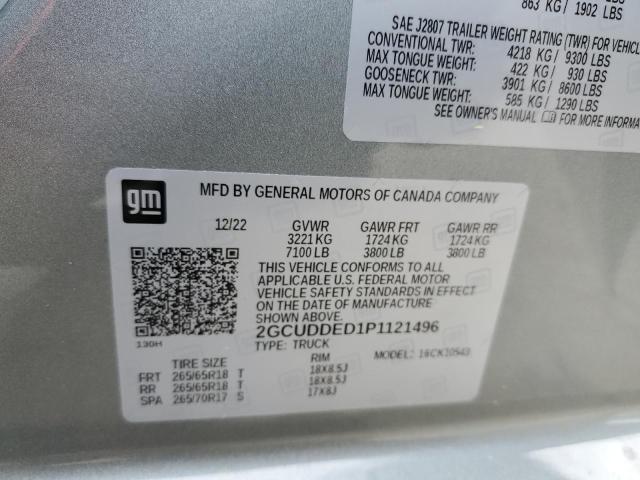 863 KG / 1902 LBS
SAE J2807 TRAILER WEIGHT RATING (TWR) FOR VEHICL
CONVENTIONAL TWR: 4218 KG / 9300 LBS
MAX TONGUE WEIGHT: 422 KG / 930 LBS
GOOSENECK TWR: 3901 KG / 8600 LBS
MAX TONGUE WEIGHT: 585 KG / 1290 LBS
SEE OWNER'S MANUAL FOR MORE INFORMA
gm
MFD BY GENERAL MOTORS OF CANADA COMPANY
12/22 GVWR GAWR FRT GAWR RR
3221 KG 1724 KG 1724 KG
7100 LB 3800 LB 3800 LB
THIS VEHICLE CONFORMS TO ALL
APPLICABLE U.S. FEDERAL MOTOR
VEHICLE SAFETY STANDARDS IN EFFECT
ON THE DATE OF MANUFACTURE
SHOWN ABOVE.
2GCUDDED1P1121496
130H
TYPE: TRUCK MODEL: 16CK10543
TIRE SIZE RIM
FRT 265/65R18 T 18X8.5J
RR 265/65R18 T 18X8.5J
SPA 265/70R17 S 17X8J